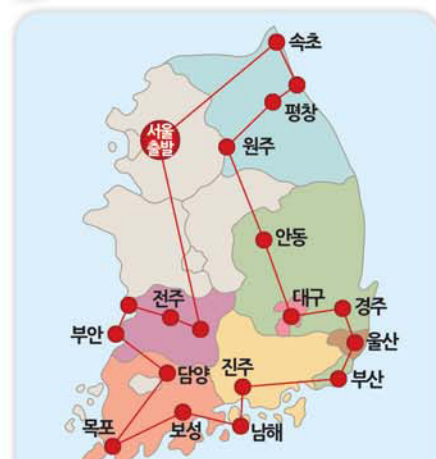 속초
평창
서울
출발
원주
안동
대구
경주
전주
울산
부안
부산
담양
진주
목포
보성
남해